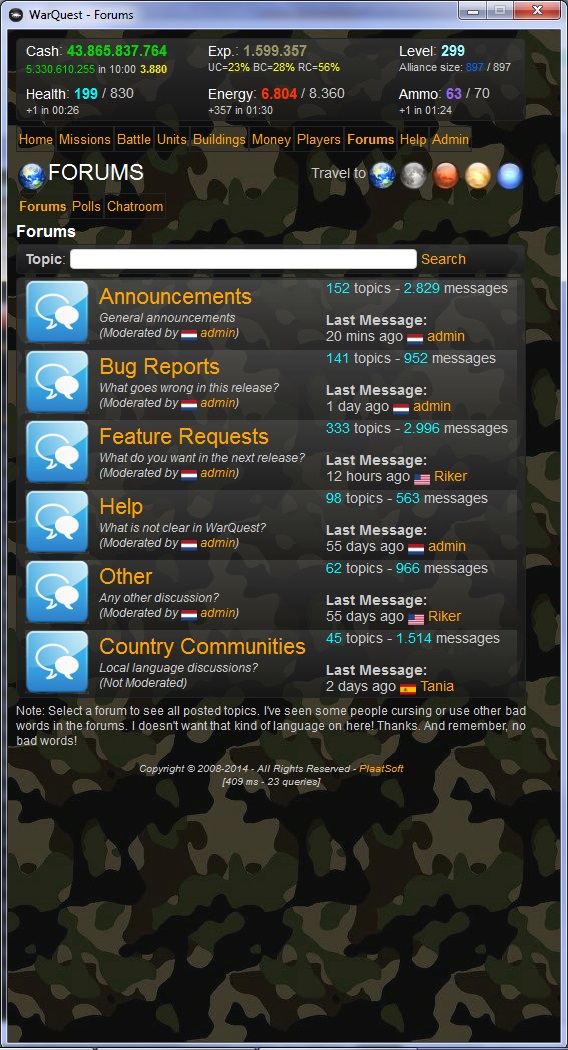 WarQuest - Forums
Cash: 43.865.837.764 Exp.: 1.599.357 Level: 299
5.330.610.255 in 10:00 3.880 UC=23% BC=28% RC=56% Alliance size: 897 / 897
Health: 199 / 830 Energy: 6.804 / 8.360 Ammo: 63 / 70
+1 in 00:26 +357 in 01:30 +1 in 01:24
Home Missions Battle Units Buildings Money Players Forums Help Admin
FORUMS Travel to
Forums Polls Chatroom
Forums
Topic: Search
Announcements
General announcements
(Moderated by admin)
152 topics - 2.829 messages
Last Message:
20 mins ago admin
Bug Reports
What goes wrong in this release?
(Moderated by admin)
141 topics - 952 messages
Last Message:
1 day ago admin
Feature Requests
What do you want in the next release?
(Moderated by admin)
333 topics - 2.996 messages
Last Message:
12 hours ago Riker
Help
What is not clear in WarQuest?
(Moderated by admin)
98 topics - 563 messages
Last Message:
55 days ago admin
Other
Any other discussion?
(Moderated by admin)
62 topics - 966 messages
Last Message:
55 days ago Riker
Country Communities
Local language discussions?
(Not Moderated)
45 topics - 1.514 messages
Last Message:
2 days ago Tania
Note: Select a forum to see all posted topics. I've seen some people cursing or use other bad
words in the forums. I doesn't want that kind of language on here! Thanks. And remember, no
bad words!
Copyright © 2008-2014 - All Rights Reserved - PlaatSoft
[409 ms - 23 queries]